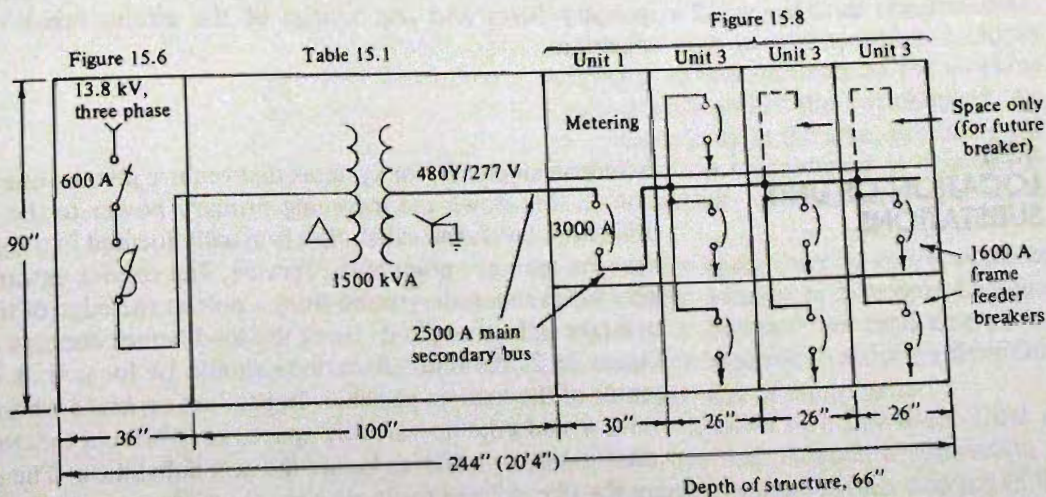 Figure 15.8
Figure 15.6
Table 15.1
Unit 1
Unit 3
Unit 3
Unit 3
13.8 kV,
three phase
Metering
Space only
(for future
breaker)
600 A
480Y/277 V
90"
3000 A
1500 kVA
1600 A
frame
feeder
breakers
2500 A main
secondary bus
36"
100"
30"
26"
26"
26"
244" (20'4")
Depth of structure, 66"